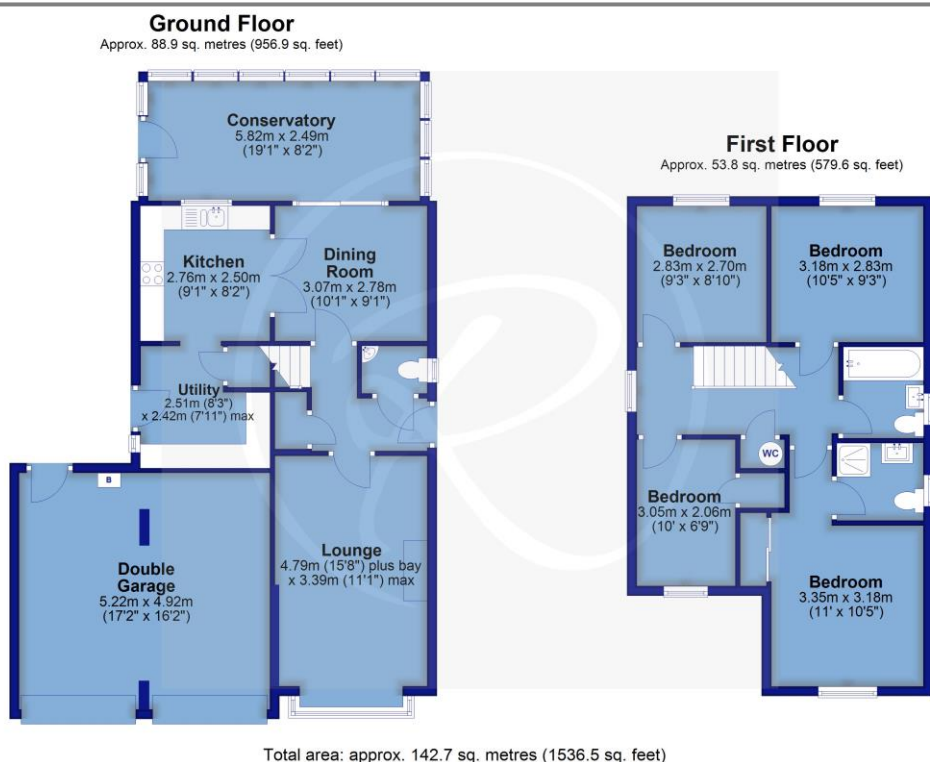 Ground Floor
Approx. 88.9 sq. metres (956.9 sq. feet)
Conservatory
5.82m x 2.49m
(19'1" x 8'2")
Kitchen
2.76m x 2.50m
(9'1" x 8'2")
Dining
Room
3.07m x 2.78m
(10'1" x 9'1")
Utility
2.51m (8'3")
x 2.42m (7'11") max
B
Double
Garage
5.22m x 4.92m
(17'2" x 16'2")
Lounge
4.79m (15'8") plus bay
x 3.39m (11'1") max
First Floor
Approx. 53.8 sq. metres (579.6 sq. feet)
Bedroom
2.83m x 2.70m
(9'3" x 8'10")
Bedroom
3.18m x 2.83m
(10'5" x 9'3")
WC
Bedroom
3.05m x 2.06m
(10' x 6'9")
Bedroom
3.35m x 3.18m
(11' x 10'5")
R
Total area: approx. 142.7 sq. metres (1536.5 sq. feet)